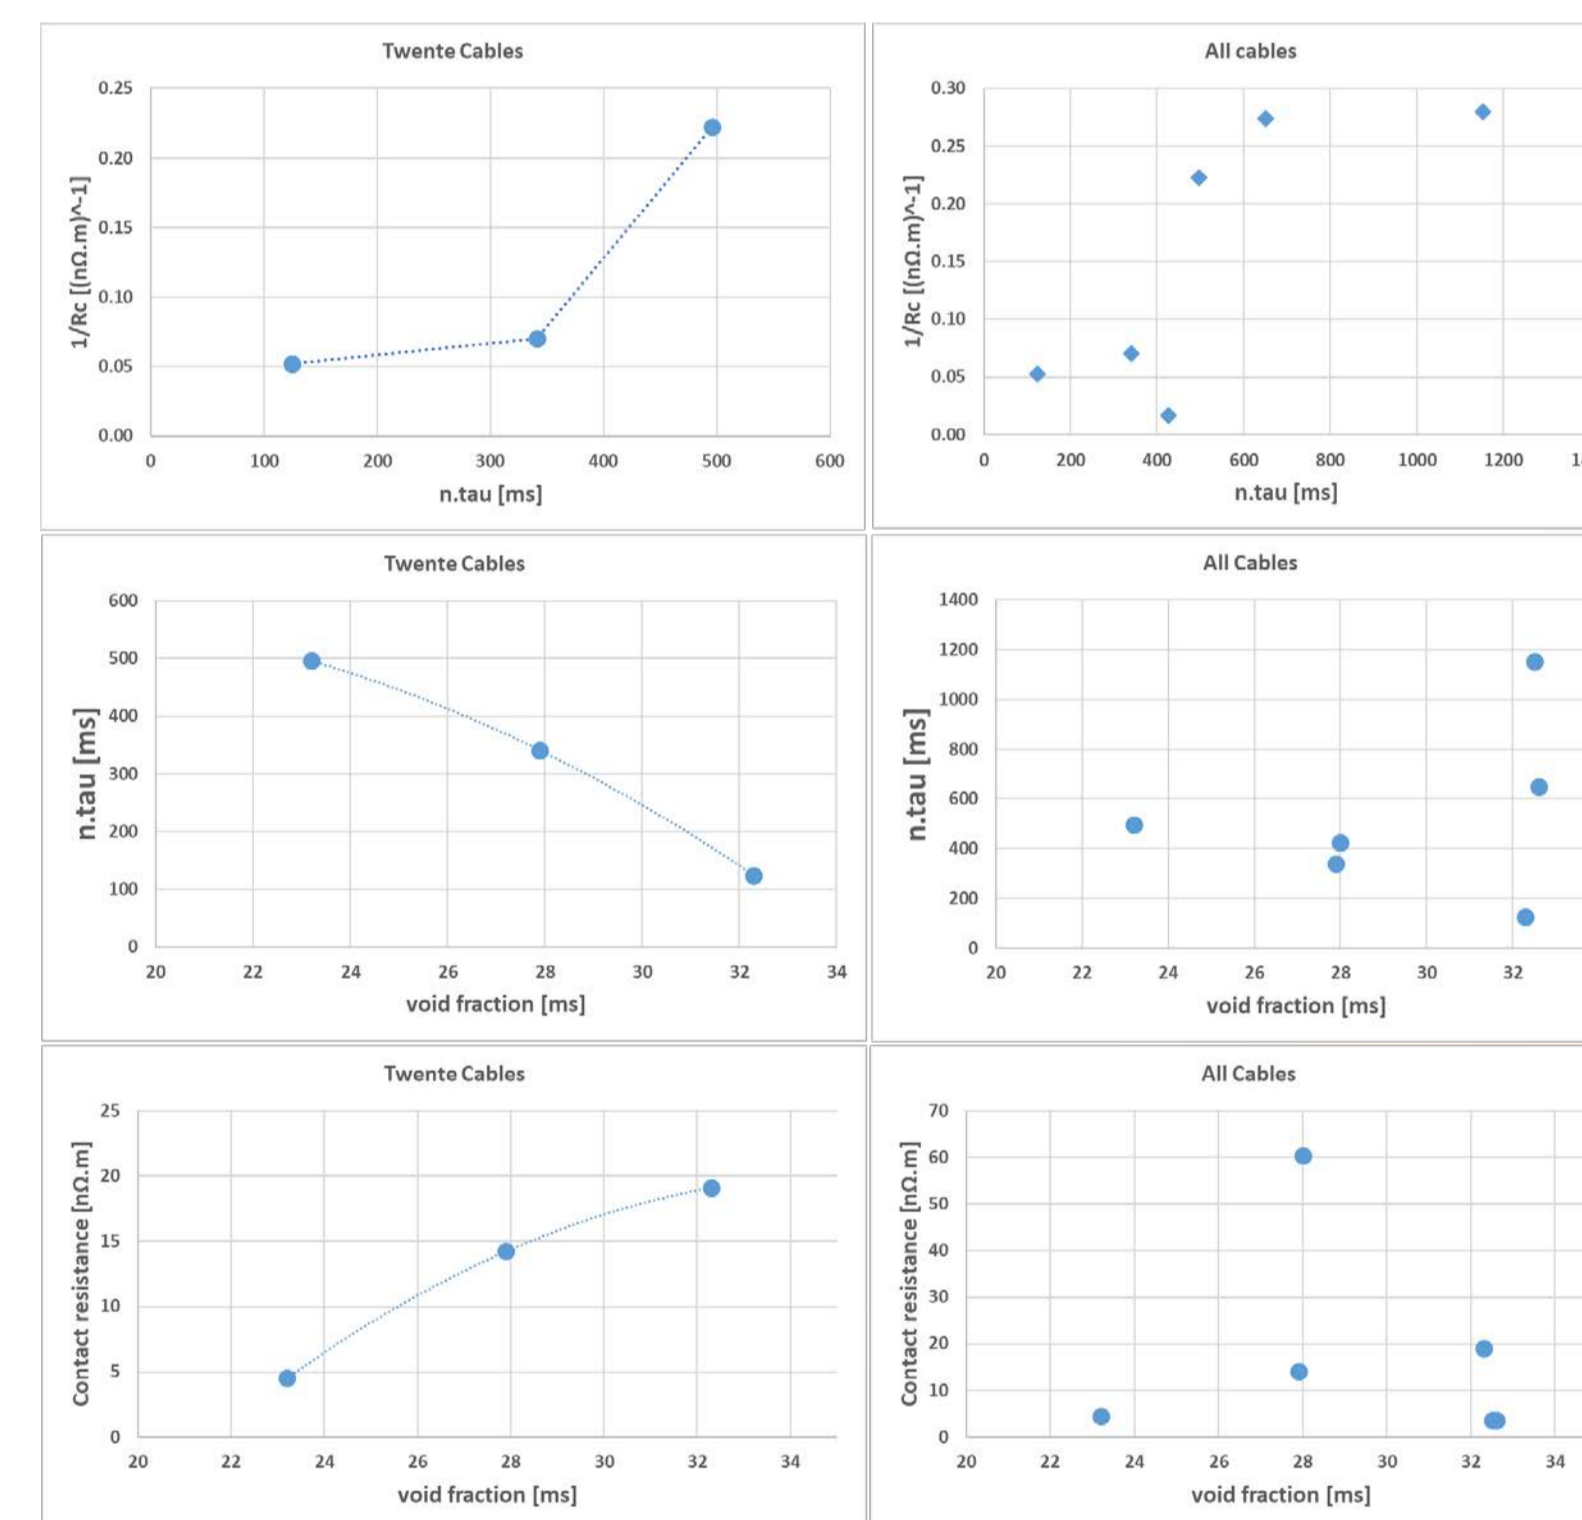 Twente Cables
0.25
0.20
0.15
0.10
0.05
0.00
1/Rc [(nΩ.m)^-1]
0 100 200 300 400 500 600
n.tau [ms]
All cables
0.30
0.25
0.20
0.15
0.10
0.05
0.00
1/Rc [(nΩ.m)^-1]
0 200 400 600 800 1000 1200
n.tau [ms]
Twente Cables
600
500
400
300
200
100
0
n.tau [ms]
20 22 24 26 28 30 32 34
void fraction [ms]
All Cables
1400
1200
1000
800
600
400
200
0
n.tau [ms]
20 22 24 26 28 30 32
void fraction [ms]
Twente Cables
25
20
15
10
5
0
Contact resistance [nΩ.m]
20 22 24 26 28 30 32 34
void fraction [ms]
All Cables
70
60
50
40
30
20
10
0
Contact resistance [nΩ.m]
20 22 24 26 28 30 32 34
void fraction [ms]